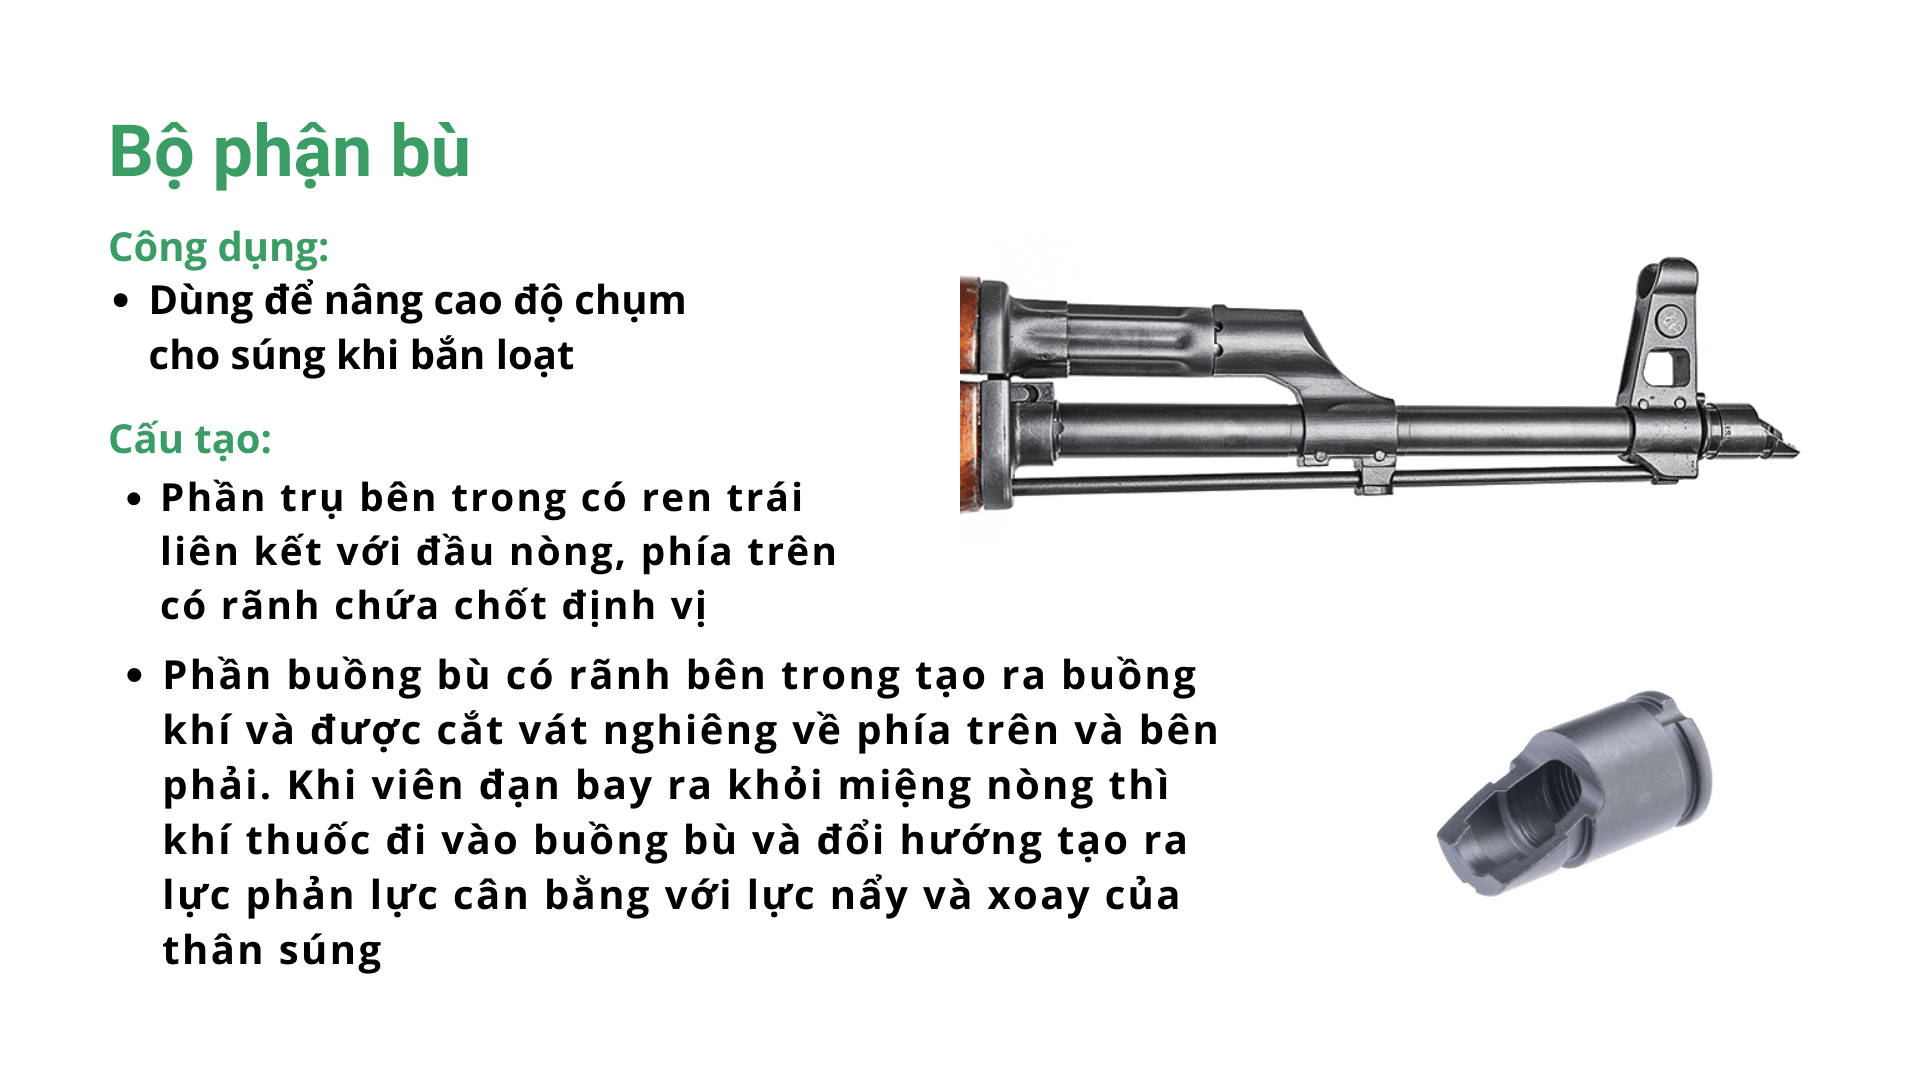 Bộ phận bù
Công dụng:
• Dùng để nâng cao độ chụm
cho súng khi bắn loạt
Cấu tạo:
• Phần trụ bên trong có ren trái
liên kết với đầu nòng, phía trên
có rãnh chứa chốt định vị
• Phần buồng bù có rãnh bên trong tạo ra buồng
khí và được cắt vát nghiêng về phía trên và bên
phải. Khi viên đạn bay ra khỏi miệng nòng thì
khí thuốc đi vào buồng bù và đổi hướng tạo ra
lực phản lực cân bằng với lực nẩy và xoay của
thân súng